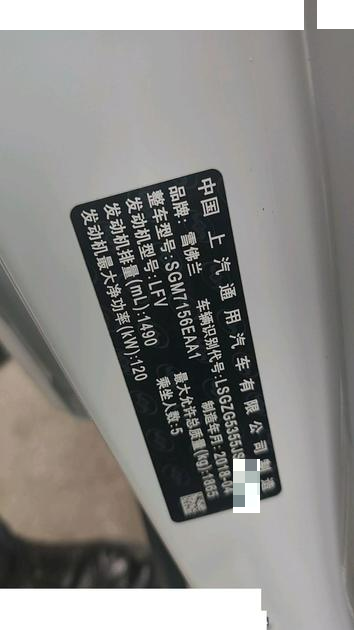 中国 上汽通用汽车有限公司制造
品牌: 雪佛兰 车辆识别代号:LSGZG5355JS
整车型号:SGM7156EAA1 制造年月:2018-04
发动机型号:LFV 最大允许总质量(kg):1865
发动机排量(mL):1490 乘坐人数:5
发动机最大净功率(kW):120